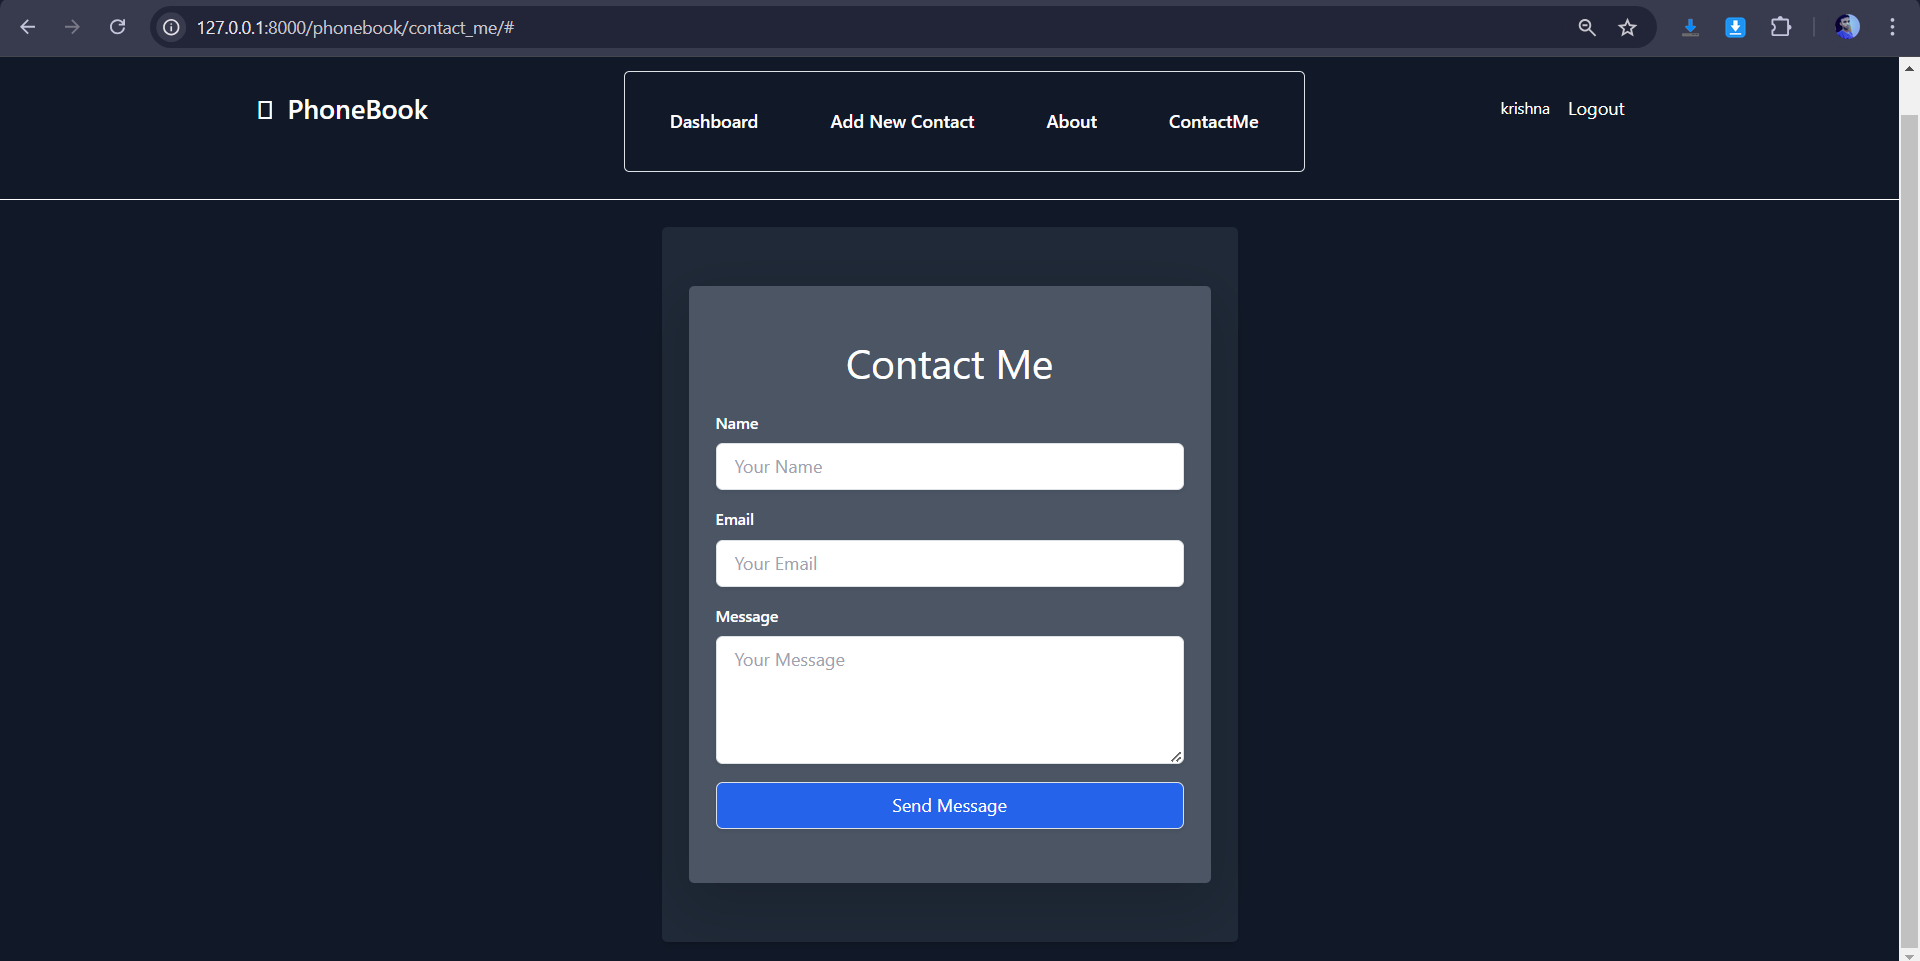 127.0.0.1:8000/phonebook/contact_me/#
PhoneBook
Dashboard Add New Contact About ContactMe
krishna Logout
Contact Me
Name
Your Name
Email
Your Email
Message
Your Message
Send Message